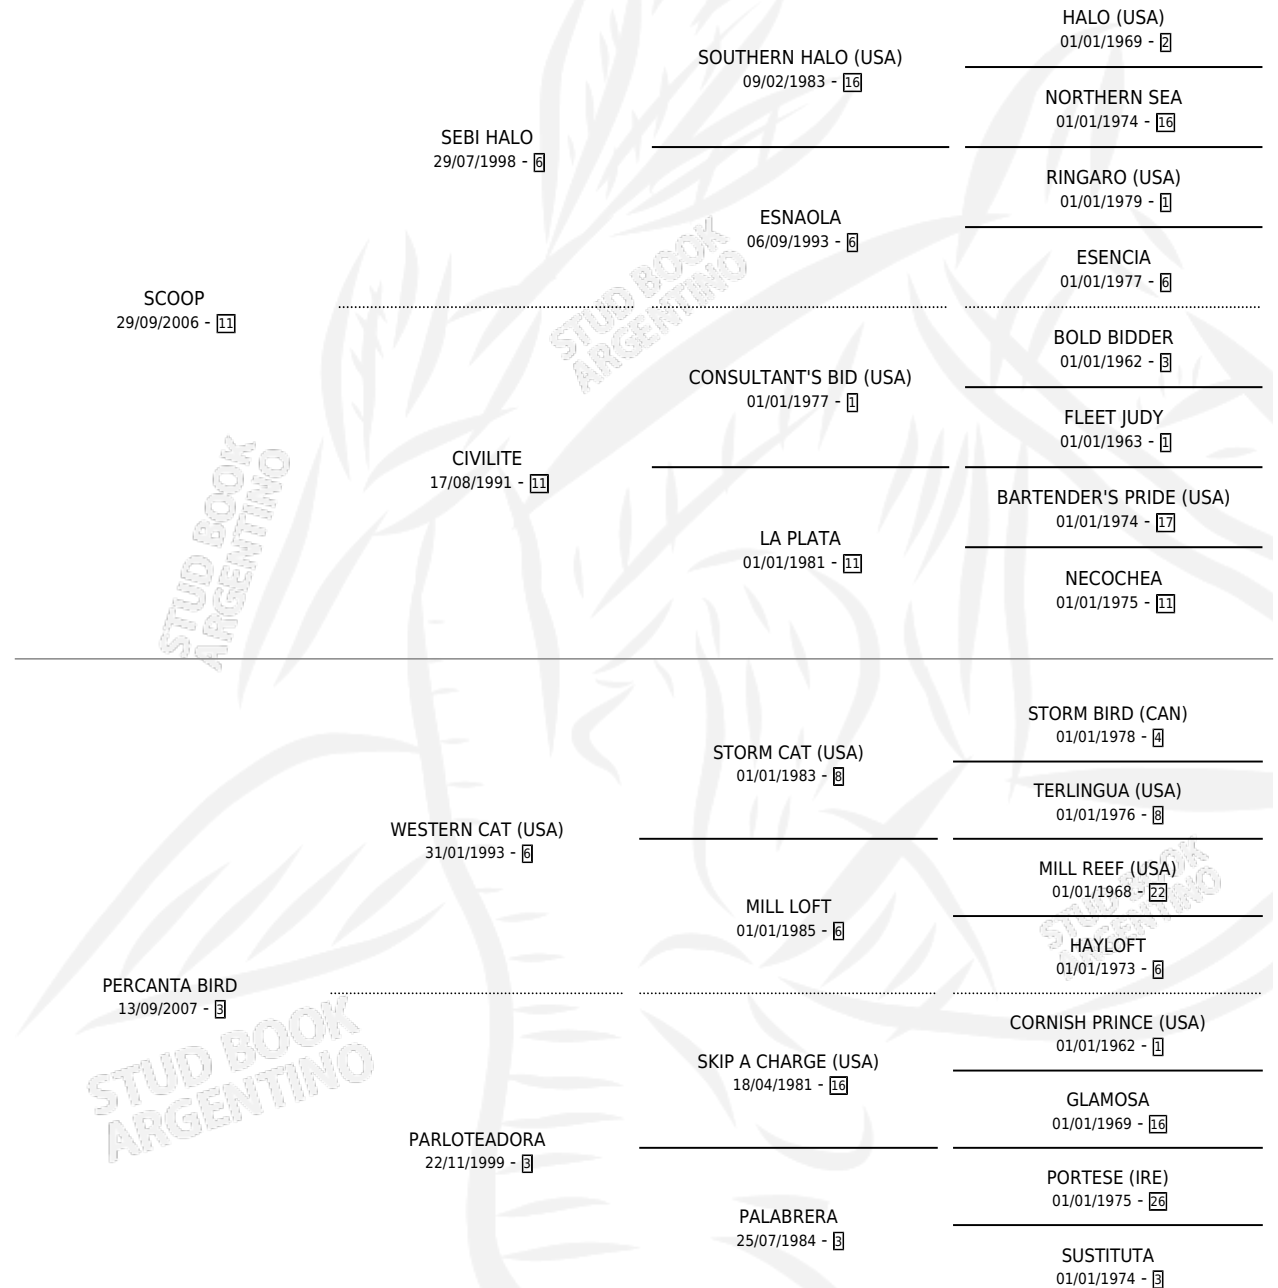 HALO (USA)
01/01/1969 - 2
SOUTHERN HALO (USA)
09/02/1983 - 16
NORTHERN SEA
01/01/1974 - 16
SEBI HALO
29/07/1998 - 6
RINGARO (USA)
01/01/1979 - 1
ESNAOLA
06/09/1993 - 6
ESENCIA
01/01/1977 - 6
SCOOP
29/09/2006 - 11
STUD BOOK
ARGENTINO
BOLD BIDDER
01/01/1962 - 3
CONSULTANT'S BID (USA)
01/01/1977 - 1
FLEET JUDY
01/01/1963 - 1
CIVILITE
17/08/1991 - 11
BARTENDER'S PRIDE (USA)
01/01/1974 - 17
LA PLATA
01/01/1981 - 11
NECOCHEA
01/01/1975 - 11
STUD BOOK
ARGENTINO
STORM BIRD (CAN)
01/01/1978 - 4
STORM CAT (USA)
01/01/1983 - 8
TERLINGUA (USA)
01/01/1976 - 8
WESTERN CAT (USA)
31/01/1993 - 6
MILL REEF (USA)
01/01/1968 - 22
MILL LOFT
01/01/1985 - 6
STUD BOOK
ARGENTINO
HAYLOFT
01/01/1973 - 6
PERCANTA BIRD
13/09/2007 - 3
STUD BOOK
ARGENTINO
CORNISH PRINCE (USA)
01/01/1962 - 1
SKIP A CHARGE (USA)
18/04/1981 - 16
GLAMOSA
01/01/1969 - 16
PARLOTEADORA
22/11/1999 - 3
PORTESE (IRE)
01/01/1975 - 26
PALABRERA
25/07/1984 - 3
SUSTITUTA
01/01/1974 - 3